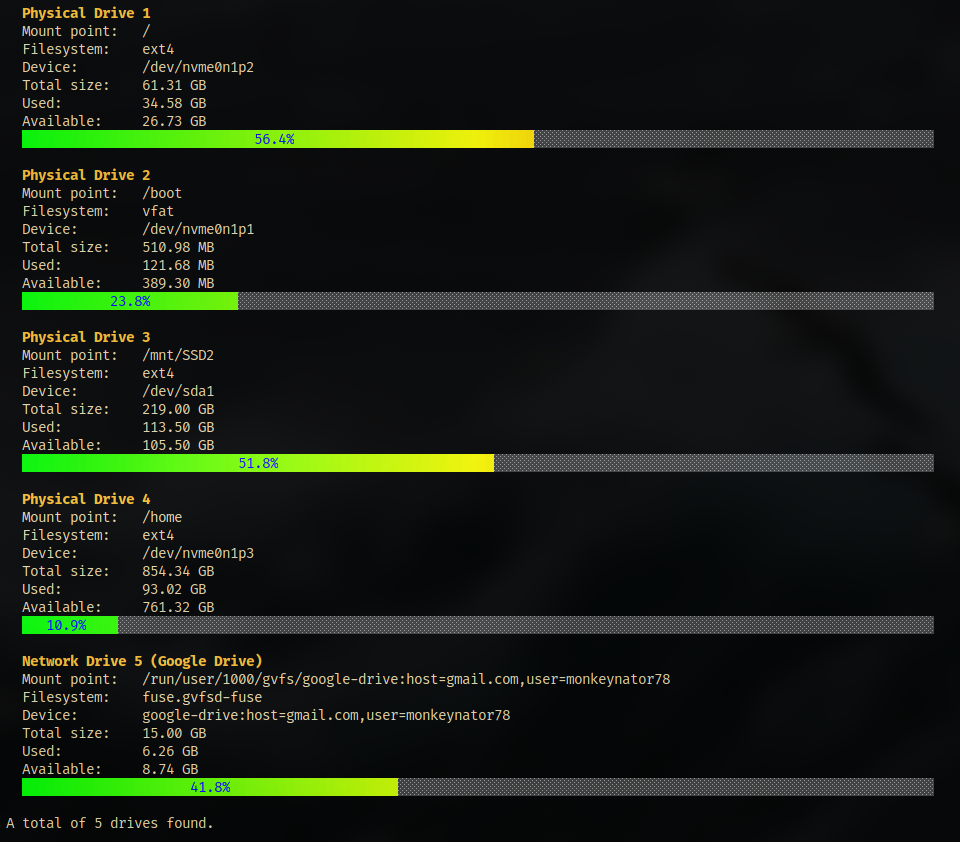 Physical Drive 1
Mount point:   /
Filesystem:    ext4
Device:        /dev/nvme0n1p2
Total size:    61.31 GB
Used:          34.58 GB
Available:     26.73 GB
56.4%
Physical Drive 2
Mount point:   /boot
Filesystem:    vfat
Device:        /dev/nvme0n1p1
Total size:    510.98 MB
Used:          121.68 MB
Available:     389.30 MB
23.8%
Physical Drive 3
Mount point:   /mnt/SSD2
Filesystem:    ext4
Device:        /dev/sda1
Total size:    219.00 GB
Used:          113.50 GB
Available:     105.50 GB
51.8%
Physical Drive 4
Mount point:   /home
Filesystem:    ext4
Device:        /dev/nvme0n1p3
Total size:    854.34 GB
Used:          93.02 GB
Available:     761.32 GB
10.9%
Network Drive 5 (Google Drive)
Mount point:   /run/user/1000/gvfs/google-drive:host=gmail.com,user=monkeynator78
Filesystem:    fuse.gvfsd-fuse
Device:        google-drive:host=gmail.com,user=monkeynator78
Total size:    15.00 GB
Used:          6.26 GB
Available:     8.74 GB
41.8%
A total of 5 drives found.